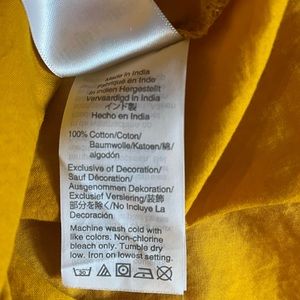 Made in India
Fabriqué en Inde
In Indien Hergestellt
Vervaardigd in India
インド製
Hecho en India
100% Cotton/Coton/
Baumwolle/Katoen/綿/
algodón
Exclusive of Decoration/
Sauf Décoration/
Ausgenommen Dekoration/
Exclusief Versiering/装飾
部分を除く/No Incluye La
Decoración
Machine wash cold with
like colors. Non-chlorine
bleach only. Tumble dry
low. Iron on lowest setting.